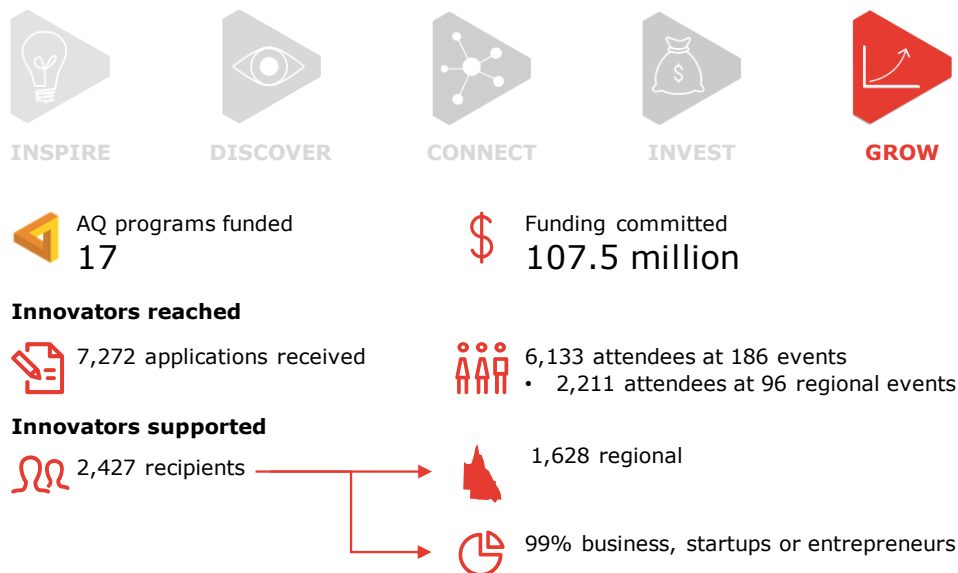 INSPIRE
DISCOVER
CONNECT
INVEST
GROW
AQ programs funded
17
Funding committed
107.5 million
Innovators reached
7,272 applications received
6,133 attendees at 186 events
• 2,211 attendees at 96 regional events
Innovators supported
2,427 recipients
1,628 regional
99% business, startups or entrepreneurs